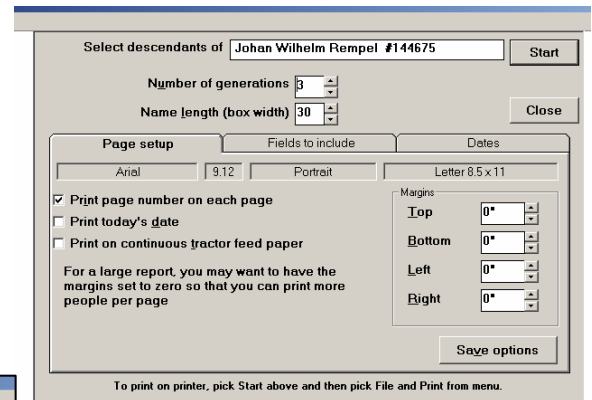 Select descendants of Johan Wilhelm Rempel #144675 Start
Number of generations 3
Name length (box width) 30 Close
Page setup Fields to include Dates
Arial 9.12 Portrait Letter 8.5 x 11
Print page number on each page
Print today's date
Print on continuous tractor feed paper
For a large report, you may want to have the
margins set to zero so that you can print more
people per page
Margins
Top 0"
Bottom 0"
Left 0"
Right 0"
Save options
To print on printer, pick Start above and then pick File and Print from menu.